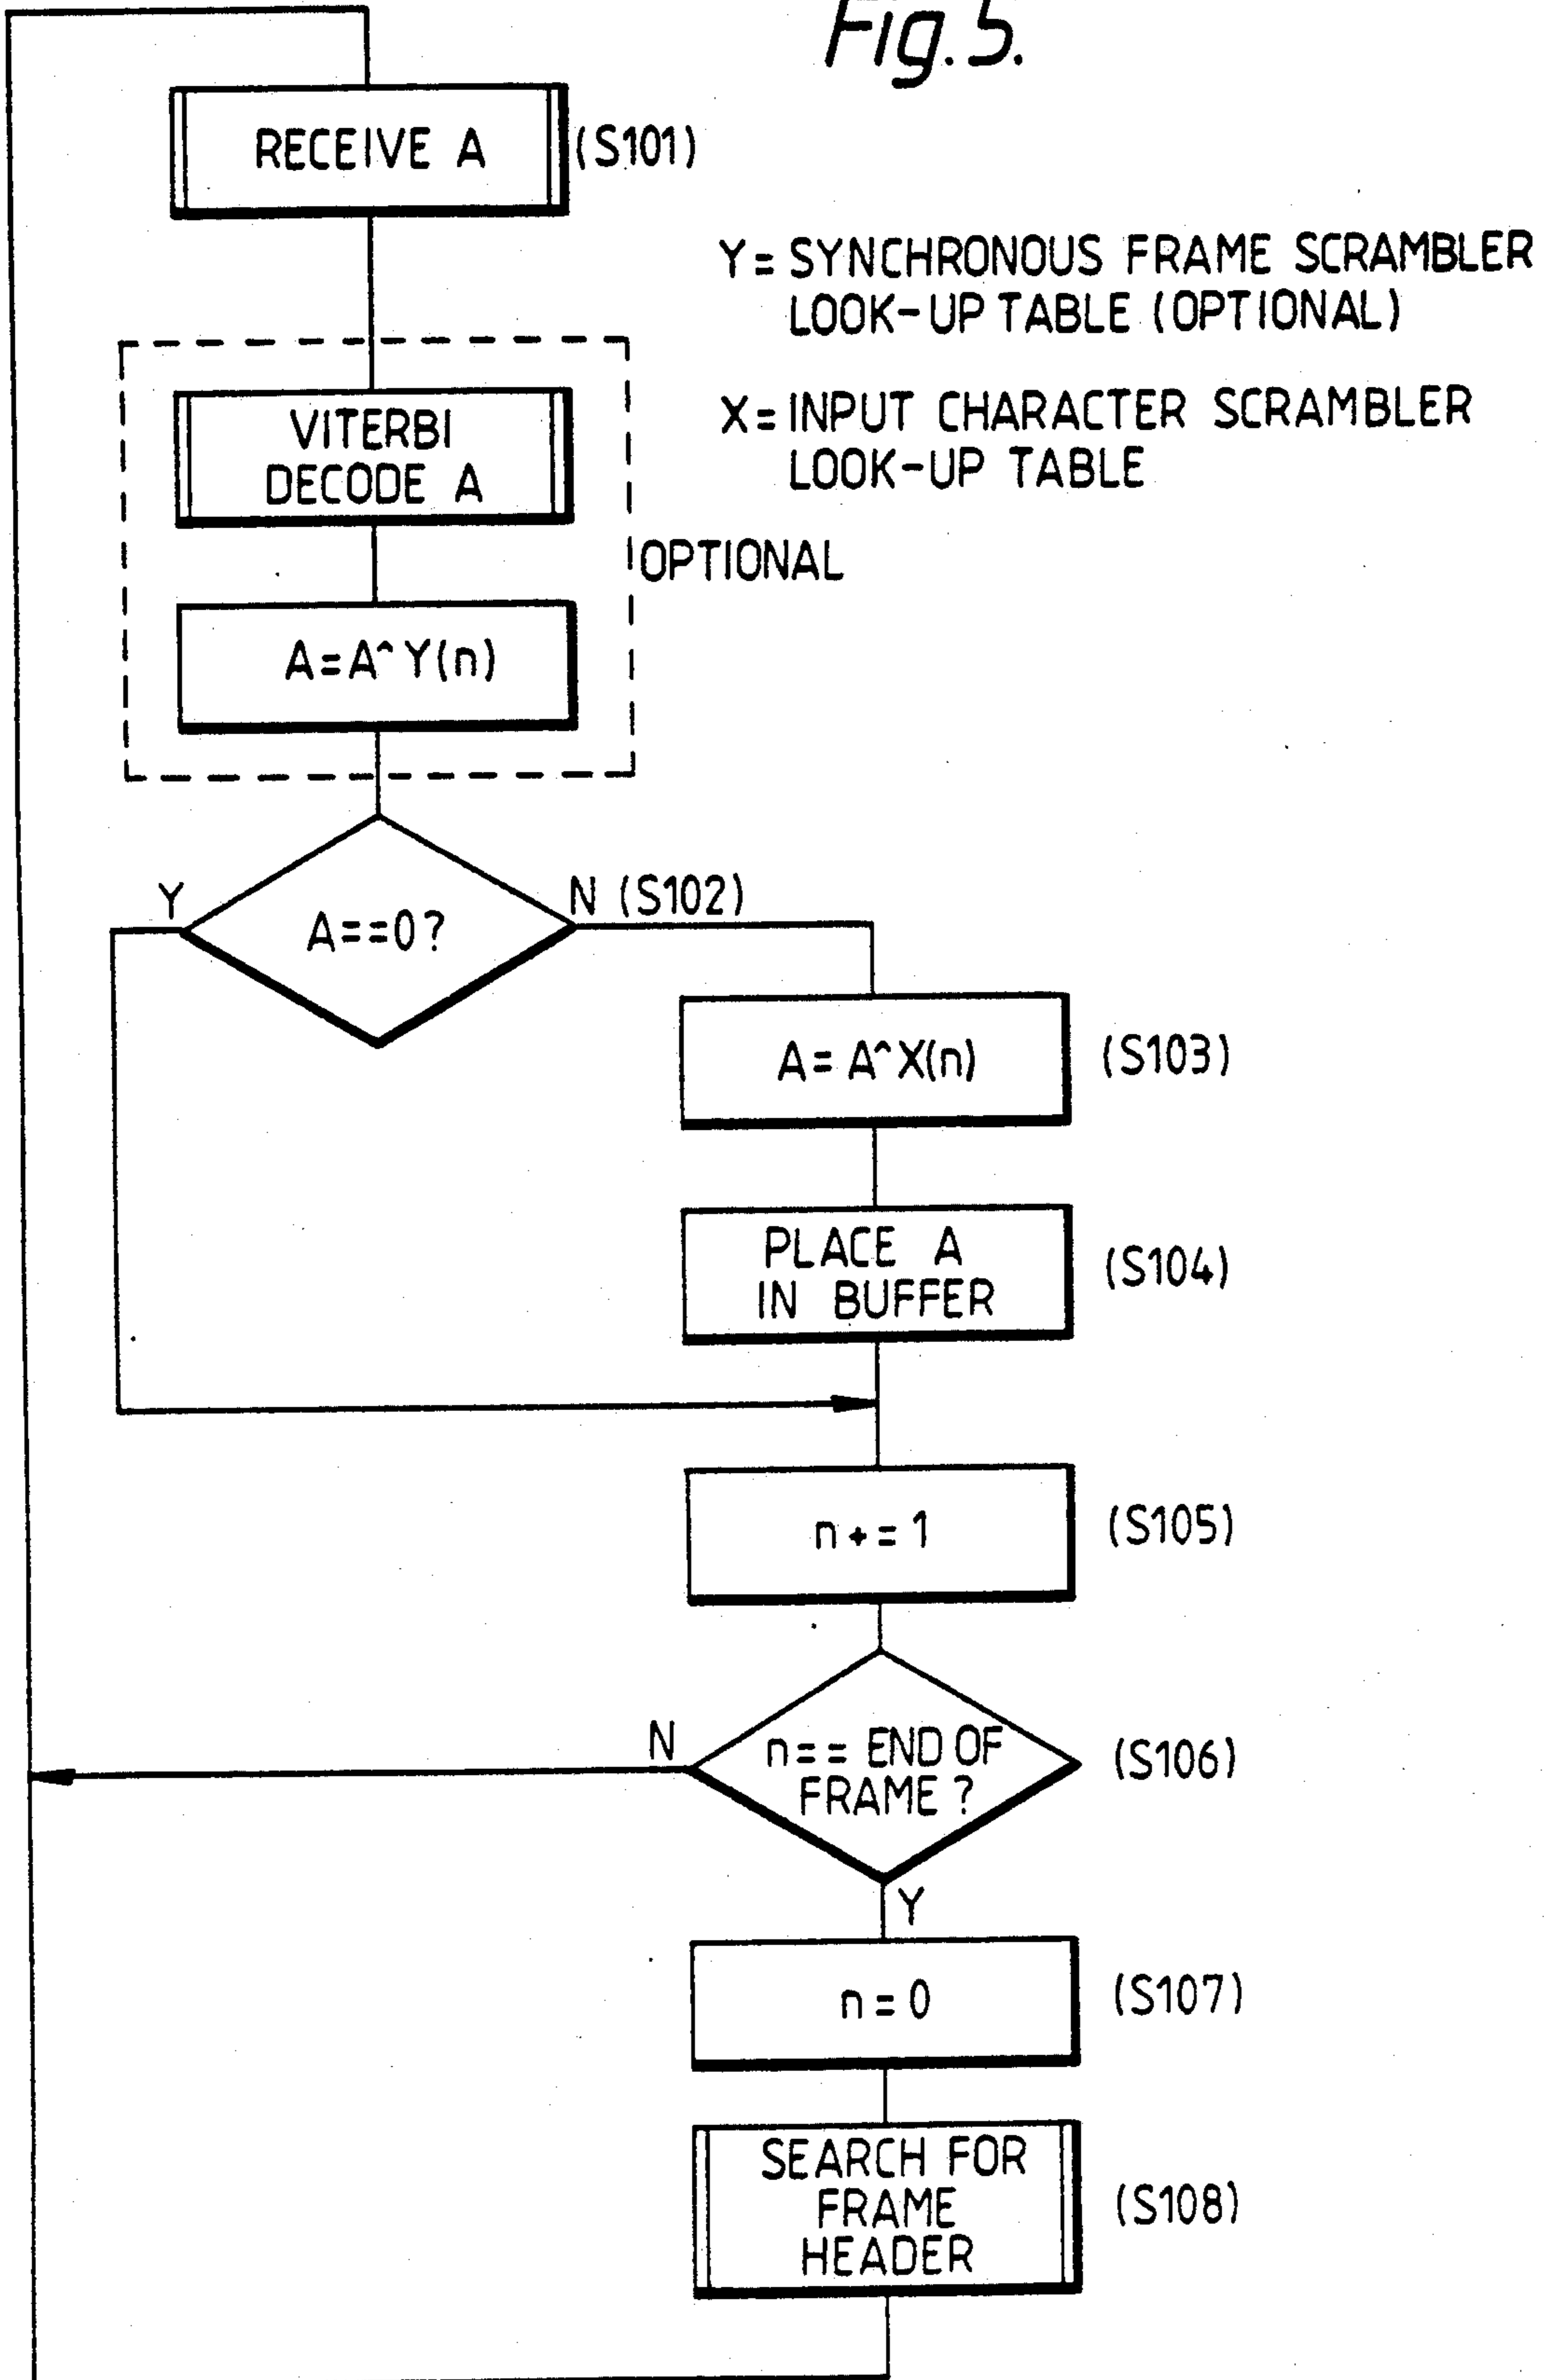 Fig. 5.
RECEIVE A
(S101)
Y = SYNCHRONOUS FRAME SCRAMBLER
LOOK-UP TABLE (OPTIONAL)
X = INPUT CHARACTER SCRAMBLER
LOOK-UP TABLE
VITERBI
DECODE A
OPTIONAL
A=A^Y(n)
Y
A==0?
N (S102)
A=A^X(n)
(S103)
PLACE A
IN BUFFER
(S104)
n+=1
(S105)
N
n== END OF
FRAME ?
(S106)
Y
n=0
(S107)
SEARCH FOR
FRAME
HEADER
(S108)